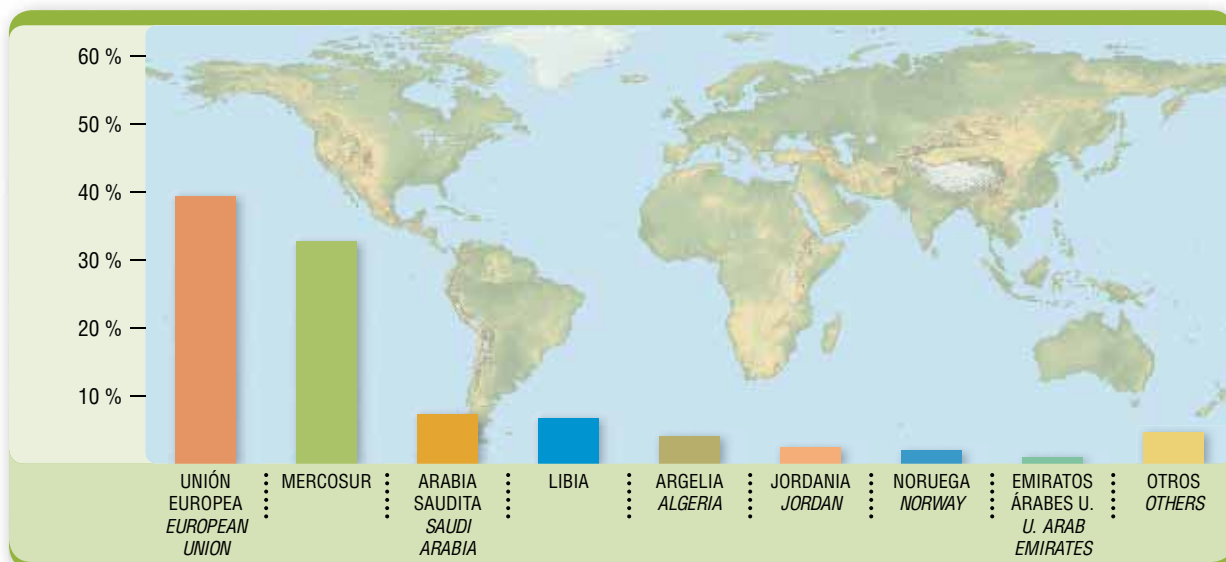 60 %
50 %
40 %
30 %
20 %
10 %
UNIÓN
EUROPEA
EUROPEAN
UNION
MERCOSUR
ARABIA
SAUDITA
SAUDI
ARABIA
LIBIA
ARGELIA
ALGERIA
JORDANIA
JORDAN
NORUEGA
NORWAY
EMIRATOS
ÁRABES U.
U. ARAB
EMIRATES
OTROS
OTHERS